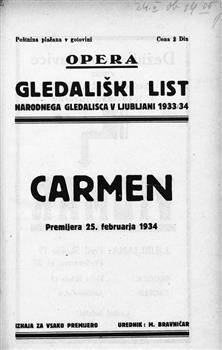 Poštnina plačana v gotovini Cena 2 Din
OPERA
GLEDALIŠKI LIST
NARODNEGA GLEDALIŠČA V LJUBLJANI 1933/34
CARMEN
Premijera 25. februarja 1934
IZHAJA ZA VSAKO PREMIJERO UREDNIK: M. BRAVNIČAR